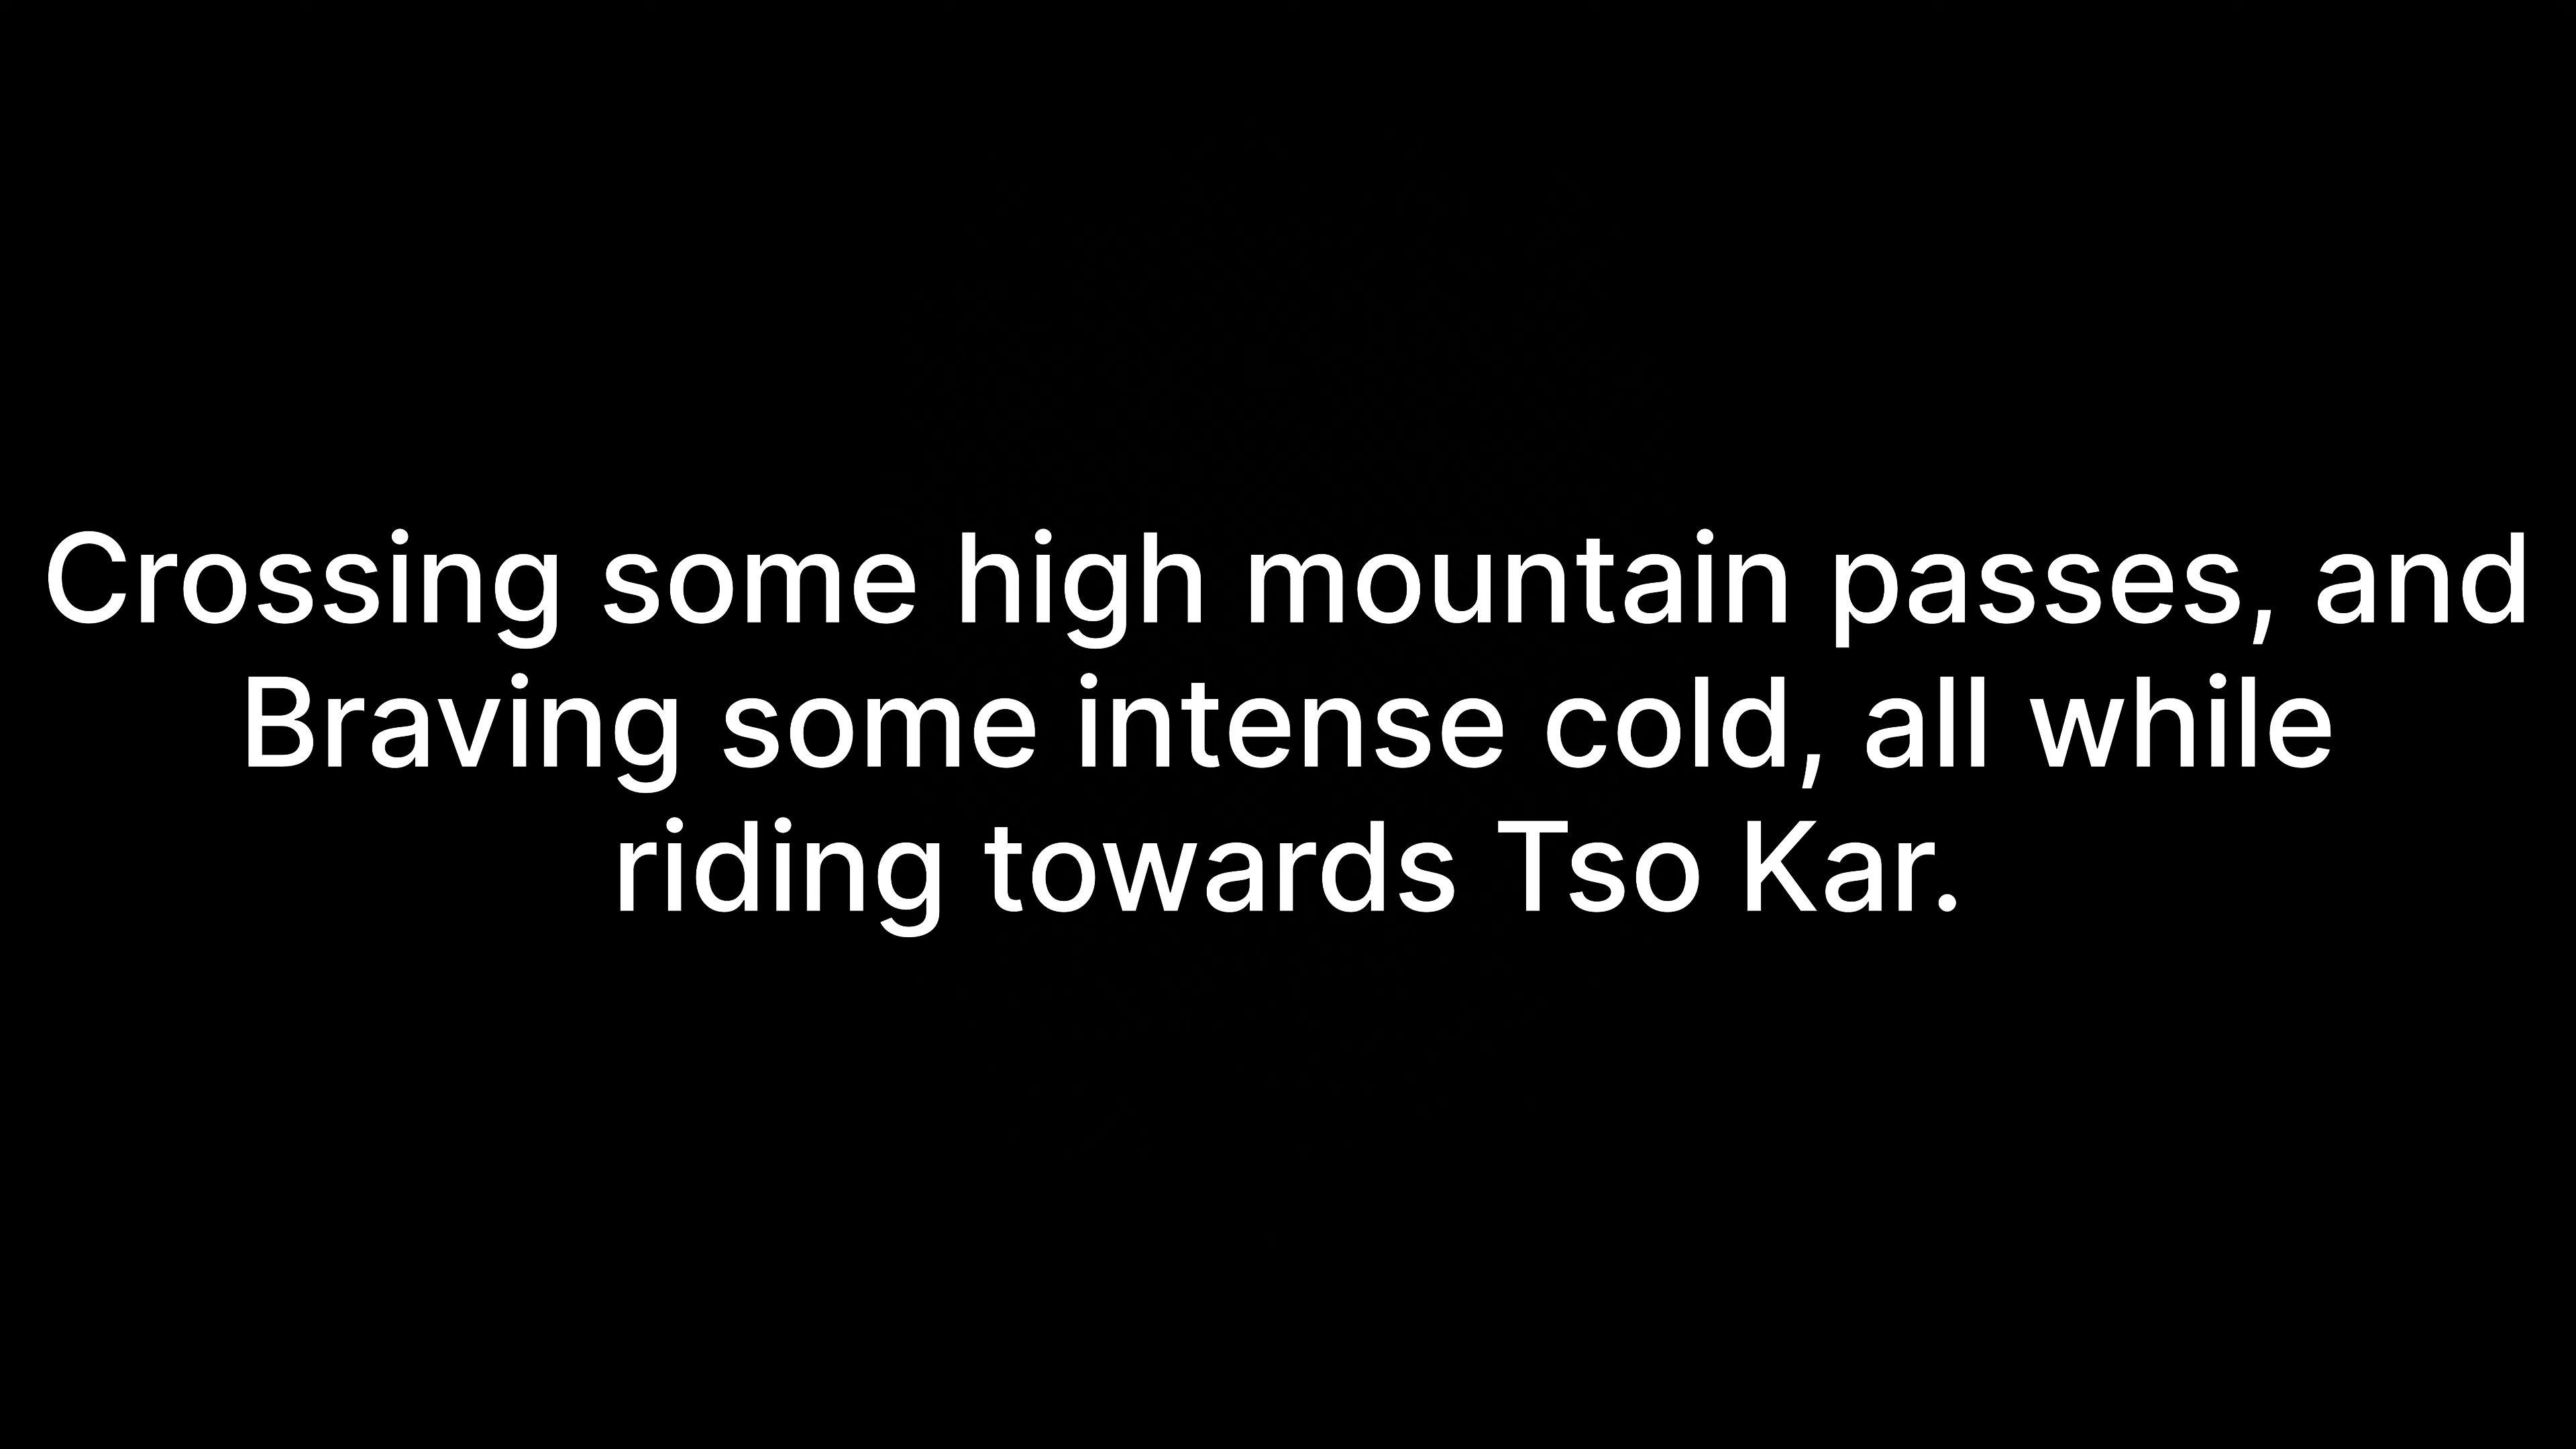 Crossing some high mountain passes, and
Braving some intense cold, all while
riding towards Tso Kar.